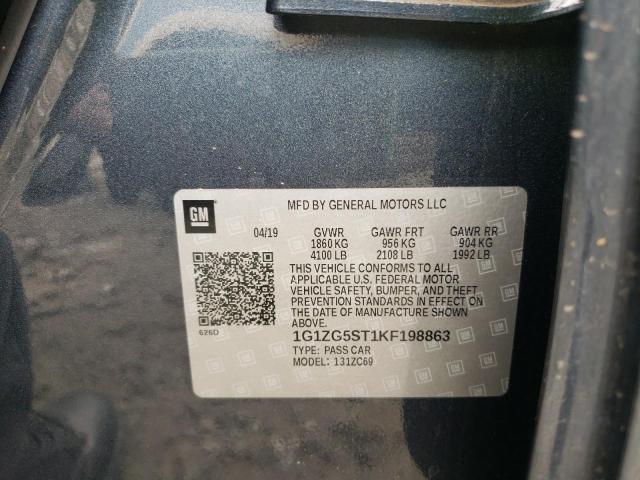 GM
MFD BY GENERAL MOTORS LLC
04/19 GVWR GAWR FRT GAWR RR
1860 KG 956 KG 904 KG
4100 LB 2108 LB 1992 LB
THIS VEHICLE CONFORMS TO ALL
APPLICABLE U.S. FEDERAL MOTOR
VEHICLE SAFETY, BUMPER, AND THEFT
PREVENTION STANDARDS IN EFFECT ON
THE DATE OF MANUFACTURE SHOWN
ABOVE.
626D
1G1ZG5ST1KF198863
TYPE: PASS CAR
MODEL: 131ZC69